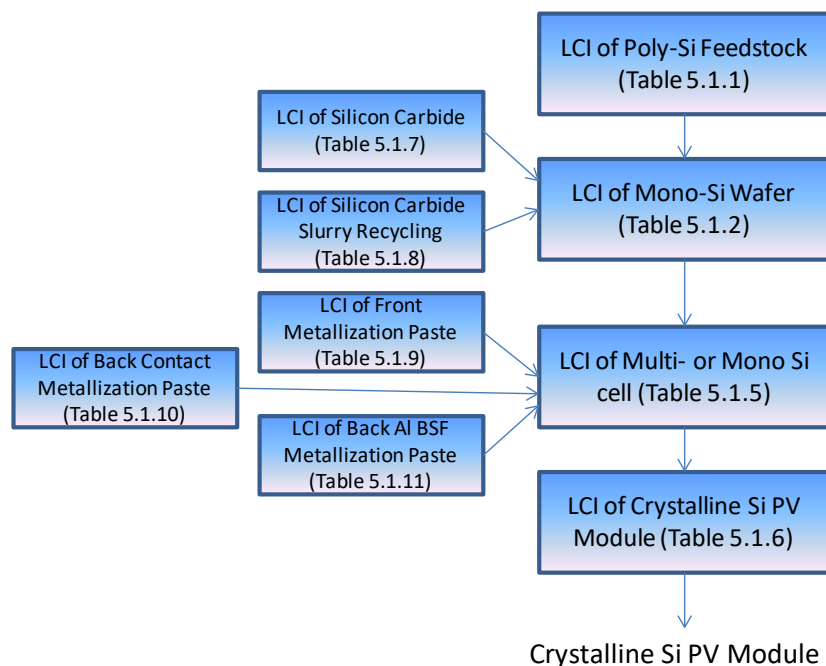 LCI of Poly-Si Feedstock
(Table 5.1.1)
LCI of Silicon Carbide
(Table 5.1.7)
LCI of Mono-Si Wafer
(Table 5.1.2)
LCI of Silicon Carbide
Slurry Recycling
(Table 5.1.8)
LCI of Front
Metallization Paste
(Table 5.1.9)
LCI of Back Contact
Metallization Paste
(Table 5.1.10)
LCI of Multi- or Mono Si
cell (Table 5.1.5)
LCI of Back Al BSF
Metallization Paste
(Table 5.1.11)
LCI of Crystalline Si PV
Module (Table 5.1.6)
Crystalline Si PV Module